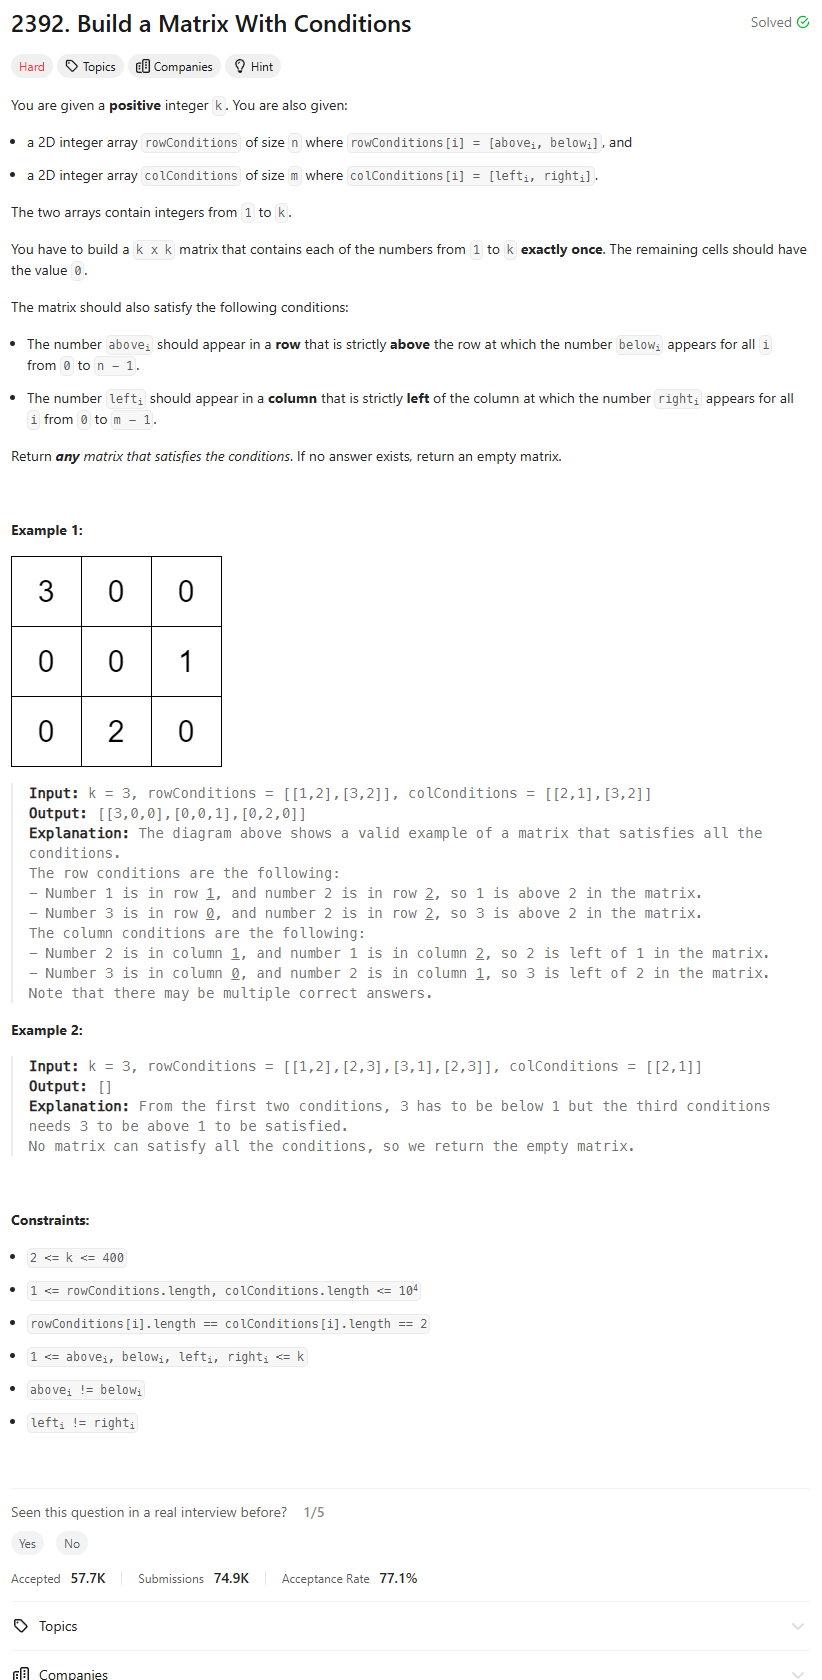 2392. Build a Matrix With Conditions
Solved
Hard Topics Companies Hint
You are given a positive integer k. You are also given:
• a 2D integer array rowConditions of size n where rowConditions[i] = [aboveᵢ, belowᵢ], and
• a 2D integer array colConditions of size m where colConditions[i] = [leftᵢ, rightᵢ].
The two arrays contain integers from 1 to k.
You have to build a k x k matrix that contains each of the numbers from 1 to k exactly once. The remaining cells should have
the value 0.
The matrix should also satisfy the following conditions:
• The number aboveᵢ should appear in a row that is strictly above the row at which the number belowᵢ appears for all i
from 0 to n - 1.
• The number leftᵢ should appear in a column that is strictly left of the column at which the number rightᵢ appears for all
i from 0 to m - 1.
Return any matrix that satisfies the conditions. If no answer exists, return an empty matrix.
Example 1:
3 0 0
0 0 1
0 2 0
Input: k = 3, rowConditions = [[1,2],[3,2]], colConditions = [[2,1],[3,2]]
Output: [[3,0,0],[0,0,1],[0,2,0]]
Explanation: The diagram above shows a valid example of a matrix that satisfies all the
conditions.
The row conditions are the following:
- Number 1 is in row 1, and number 2 is in row 2, so 1 is above 2 in the matrix.
- Number 3 is in row 0, and number 2 is in row 2, so 3 is above 2 in the matrix.
The column conditions are the following:
- Number 2 is in column 1, and number 1 is in column 2, so 2 is left of 1 in the matrix.
- Number 3 is in column 0, and number 2 is in column 1, so 3 is left of 2 in the matrix.
Note that there may be multiple correct answers.
Example 2:
Input: k = 3, rowConditions = [[1,2],[2,3],[3,1],[2,3]], colConditions = [[2,1]]
Output: []
Explanation: From the first two conditions, 3 has to be below 1 but the third conditions
needs 3 to be above 1 to be satisfied.
No matrix can satisfy all the conditions, so we return the empty matrix.
Constraints:
• 2 <= k <= 400
• 1 <= rowConditions.length, colConditions.length <= 10⁴
• rowConditions[i].length == colConditions[i].length == 2
• 1 <= aboveᵢ, belowᵢ, leftᵢ, rightᵢ <= k
• aboveᵢ != belowᵢ
• leftᵢ != rightᵢ
Seen this question in a real interview before? 1/5
Yes No
Accepted 57.7K Submissions 74.9K Acceptance Rate 77.1%
Topics
Companies